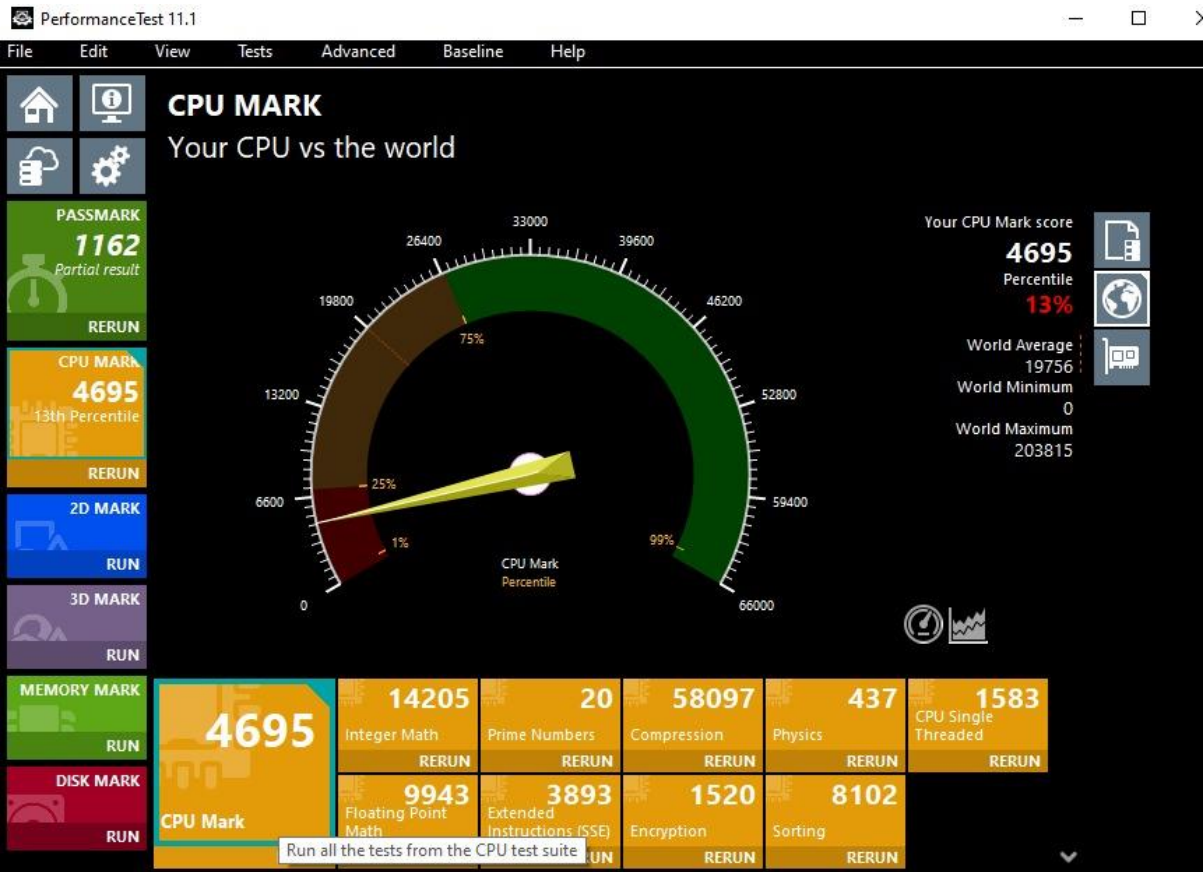 PerformanceTest 11.1
File Edit View Tests Advanced Baseline Help
CPU MARK
Your CPU vs the world
PASSMARK
1162
Partial result
RERUN
CPU MARK
4695
13th Percentile
RERUN
2D MARK
RUN
3D MARK
RUN
MEMORY MARK
RUN
DISK MARK
RUN
0
6600
13200
19800
26400
33000
39600
46200
52800
59400
66000
1%
25%
75%
99%
CPU Mark
Percentile
Your CPU Mark score
4695
Percentile
13%
World Average
19756
World Minimum
0
World Maximum
203815
4695
CPU Mark
14205
Integer Math
RERUN
20
Prime Numbers
RERUN
58097
Compression
RERUN
437
Physics
RERUN
1583
CPU Single
Threaded
RERUN
9943
Floating Point
Math
3893
Extended
Instructions (SSE)
UN
1520
Encryption
RERUN
8102
Sorting
RERUN
Run all the tests from the CPU test suite